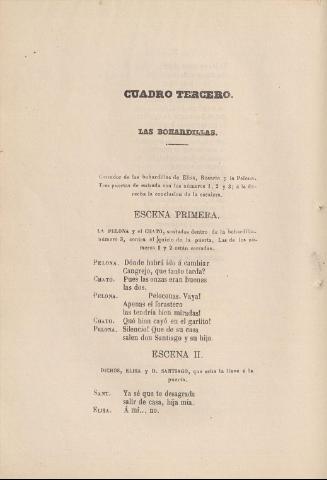 CUADRO TERCERO.
LAS BOHARDILLAS.
Corredor de las bohardillas de Elisa, Rosario y la Pelona.
Tres puertas de entrada con los números 1, 2 y 3; á la de-
recha la conclusion de la escalera.
ESCENA PRIMERA.
LA PELONA y el CHATO, sentados dentro de la bohardilla
número 3, contra el quicio de la puerta. Las de los nú-
meros 1 y 2 están cerradas.
PELONA. Dónde habrá ido á cambiar
Cangrejo, que tanto tarda?
CHATO. Pues las onzas eran buenas
las dos.
PELONA. Peloconas. Vaya!
Apenas el forastero
las tendria bien miradas!
CHATO. Qué bien cayó en el garlito!
PELONA. Silencio! Que de su casa
salen don Santiago y su hija.
ESCENA II.
DICHOS, ELISA y D. SANTIAGO, que echa la llave á la
puerta.
SANT. Ya sé que te desagrada
salir de casa, hija mia.
ELISA. Á mí... no.